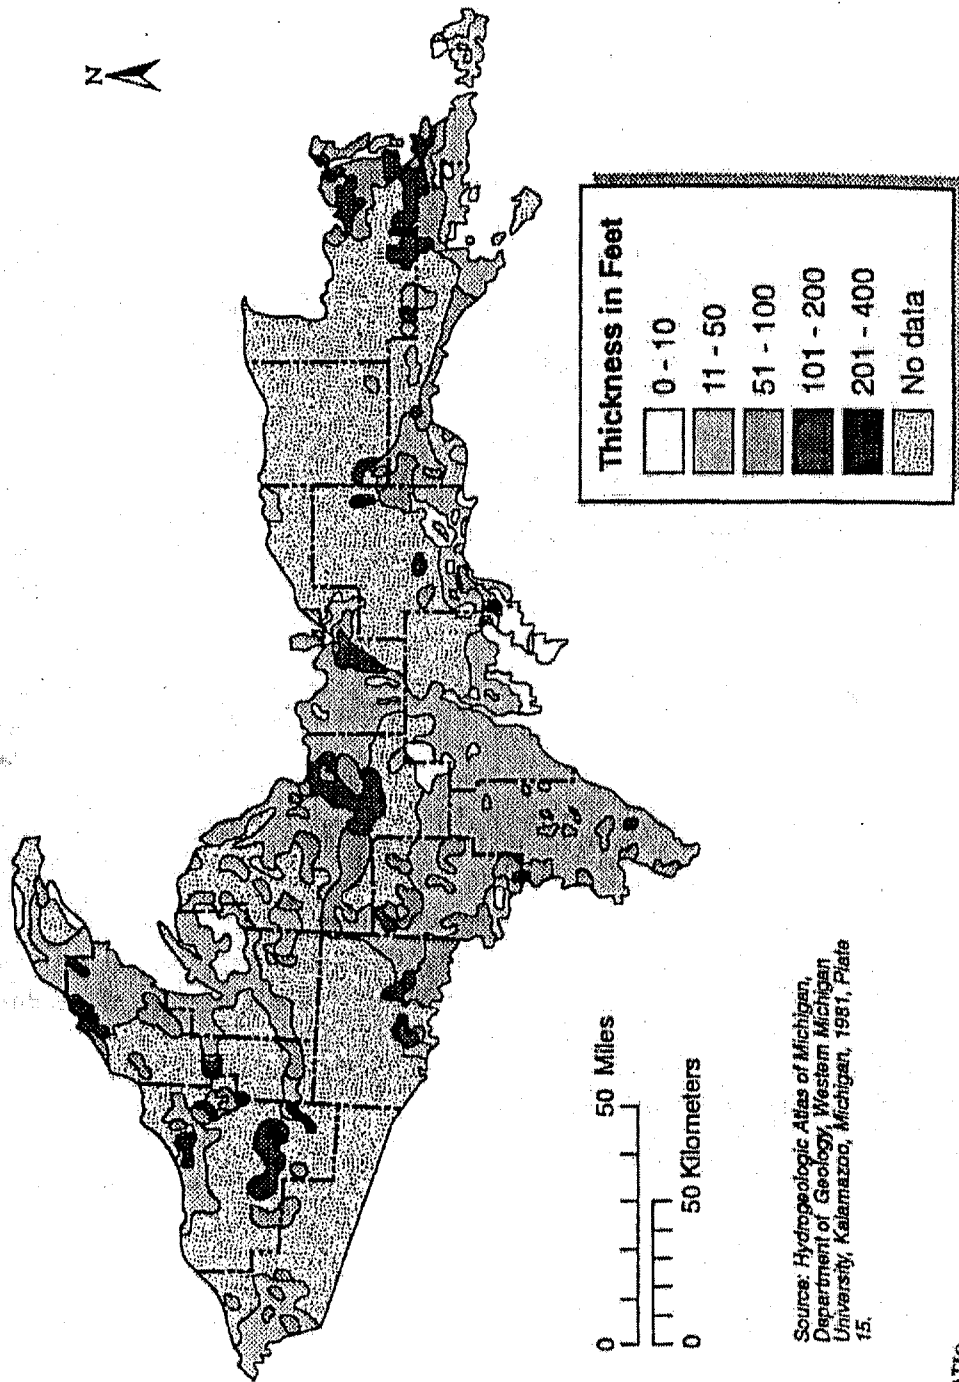 N
Thickness in Feet
0 - 10
11 - 50
51 - 100
101 - 200
201 - 400
No data
0 50 Miles
0 50 Kilometers
Source: Hydrogeologic Atlas of Michigan,
Department of Geology, Western Michigan
University, Kalamazoo, Michigan, 1981, Plate
15.